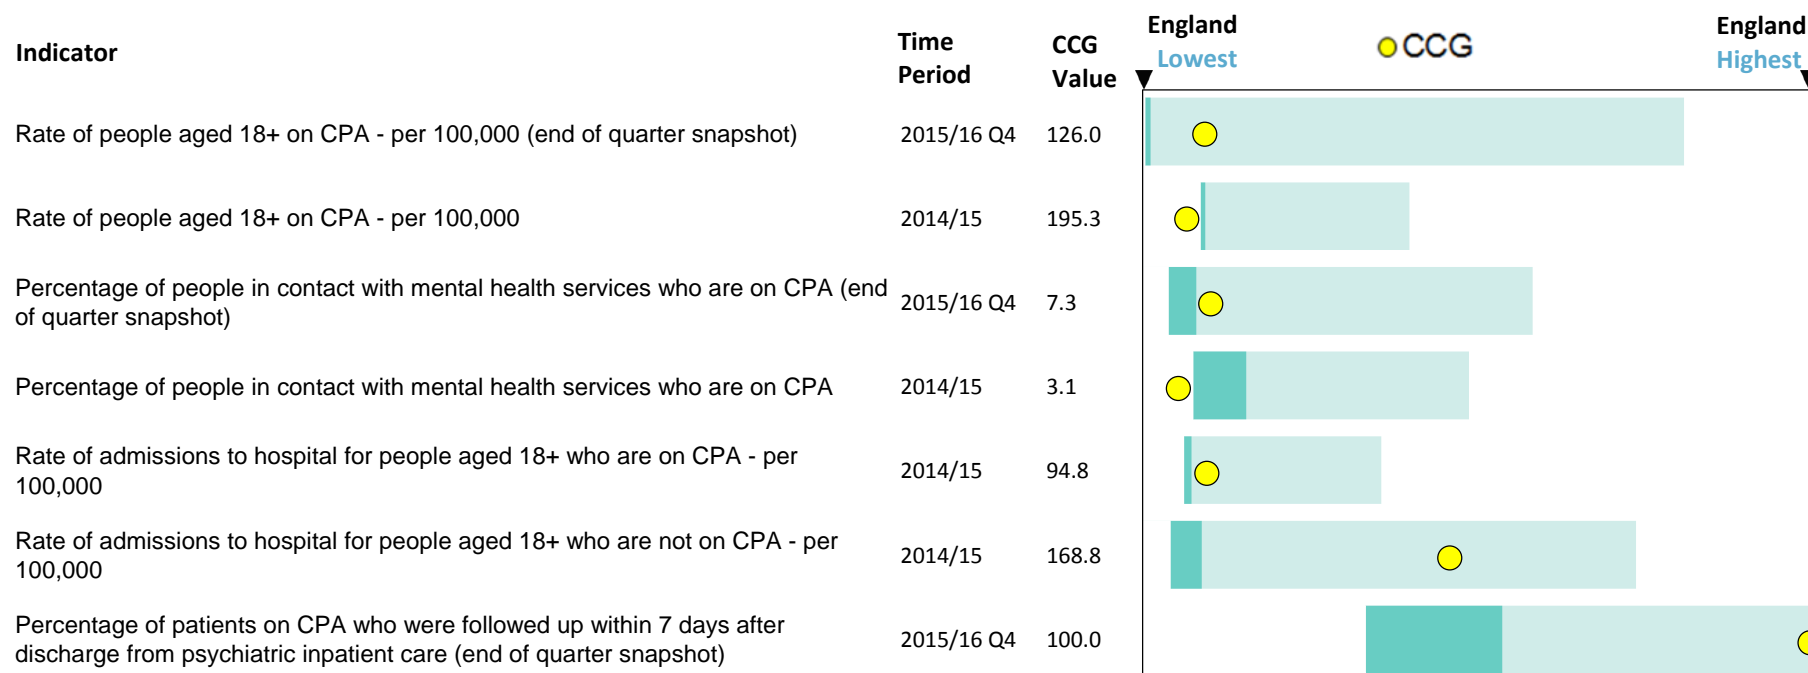 Indicator
Time
Period
CCG
Value
England
Lowest
CCG
England
Highest
Rate of people aged 18+ on CPA - per 100,000 (end of quarter snapshot) 2015/16 Q4 126.0
Rate of people aged 18+ on CPA - per 100,000 2014/15 195.3
Percentage of people in contact with mental health services who are on CPA (end
of quarter snapshot) 2015/16 Q4 7.3
Percentage of people in contact with mental health services who are on CPA 2014/15 3.1
Rate of admissions to hospital for people aged 18+ who are on CPA - per
100,000 2014/15 94.8
Rate of admissions to hospital for people aged 18+ who are not on CPA - per
100,000 2014/15 168.8
Percentage of patients on CPA who were followed up within 7 days after
discharge from psychiatric inpatient care (end of quarter snapshot) 2015/16 Q4 100.0